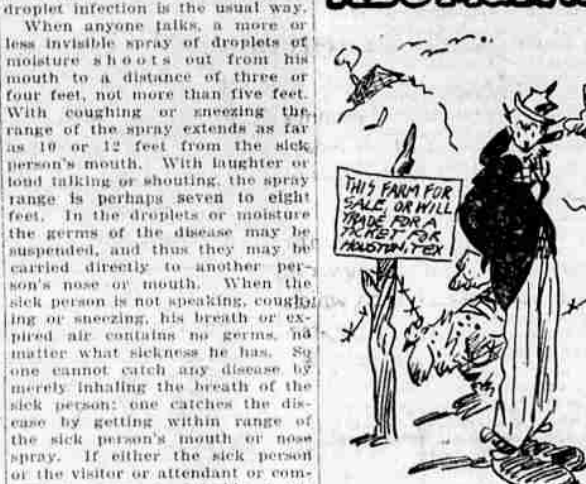 droplet infection is the usual way.
When anyone talks, a more or
less invisible spray of droplets of
moisture shoots out from his
mouth to a distance of three or
four feet, not more than five feet.
With coughing or sneezing the
range of the spray extends as far
as 10 or 12 feet from the sick
person's mouth. With laughter or
loud talking or shouting, the spray
range is perhaps seven to eight
feet. In the droplets or moisture
the germs of the disease may be
suspended, and thus they may be
carried directly to another per-
son's nose or mouth. When the
sick person is not speaking, cough-
ing or sneezing, his breath or ex-
pired air contains no germs, no
matter what sickness he has. So
one cannot catch any disease by
merely inhaling the breath of the
sick person: one catches the dis-
ease by getting within range of
the sick person's mouth or nose
spray. If either the sick person
or the visitor or attendant or com-
THIS FARM FOR
SALE, OR WILL
TRADE FOR A
TICKET FOR
HOUSTON, TEX